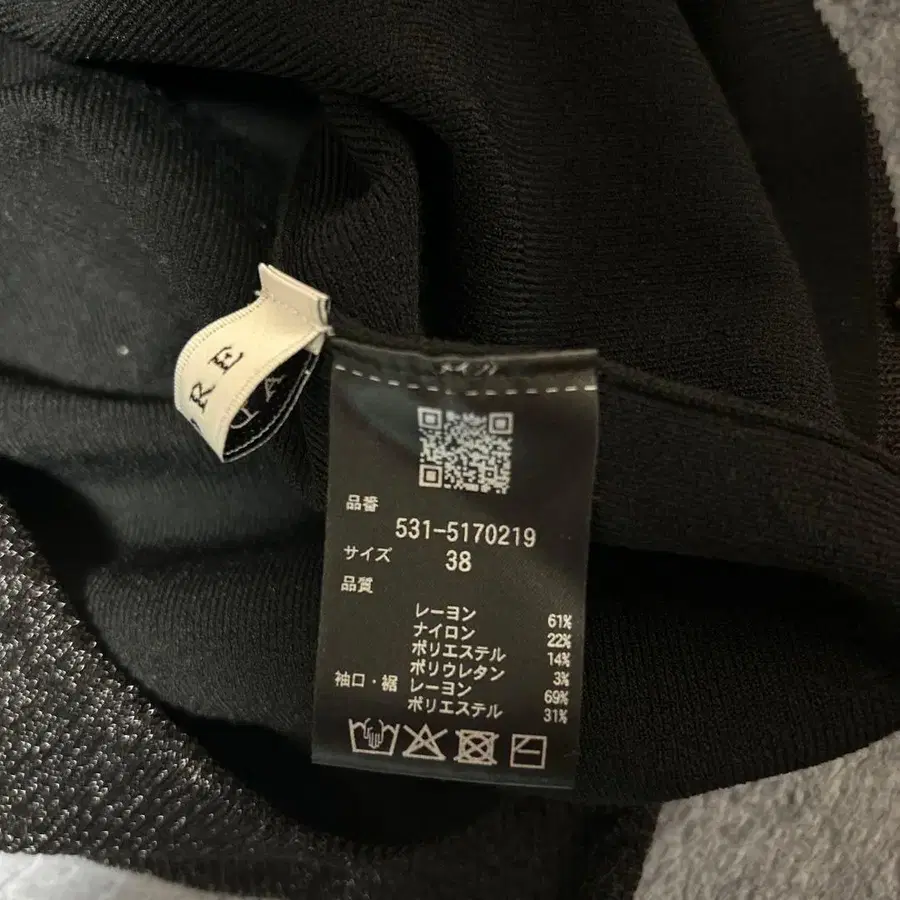 RE
品番
531-5170219
サイズ 38
品質
レーヨン 61%
ナイロン 22%
ポリエステル 14%
ポリウレタン 3%
袖口・裾 レーヨン 69%
ポリエステル 31%